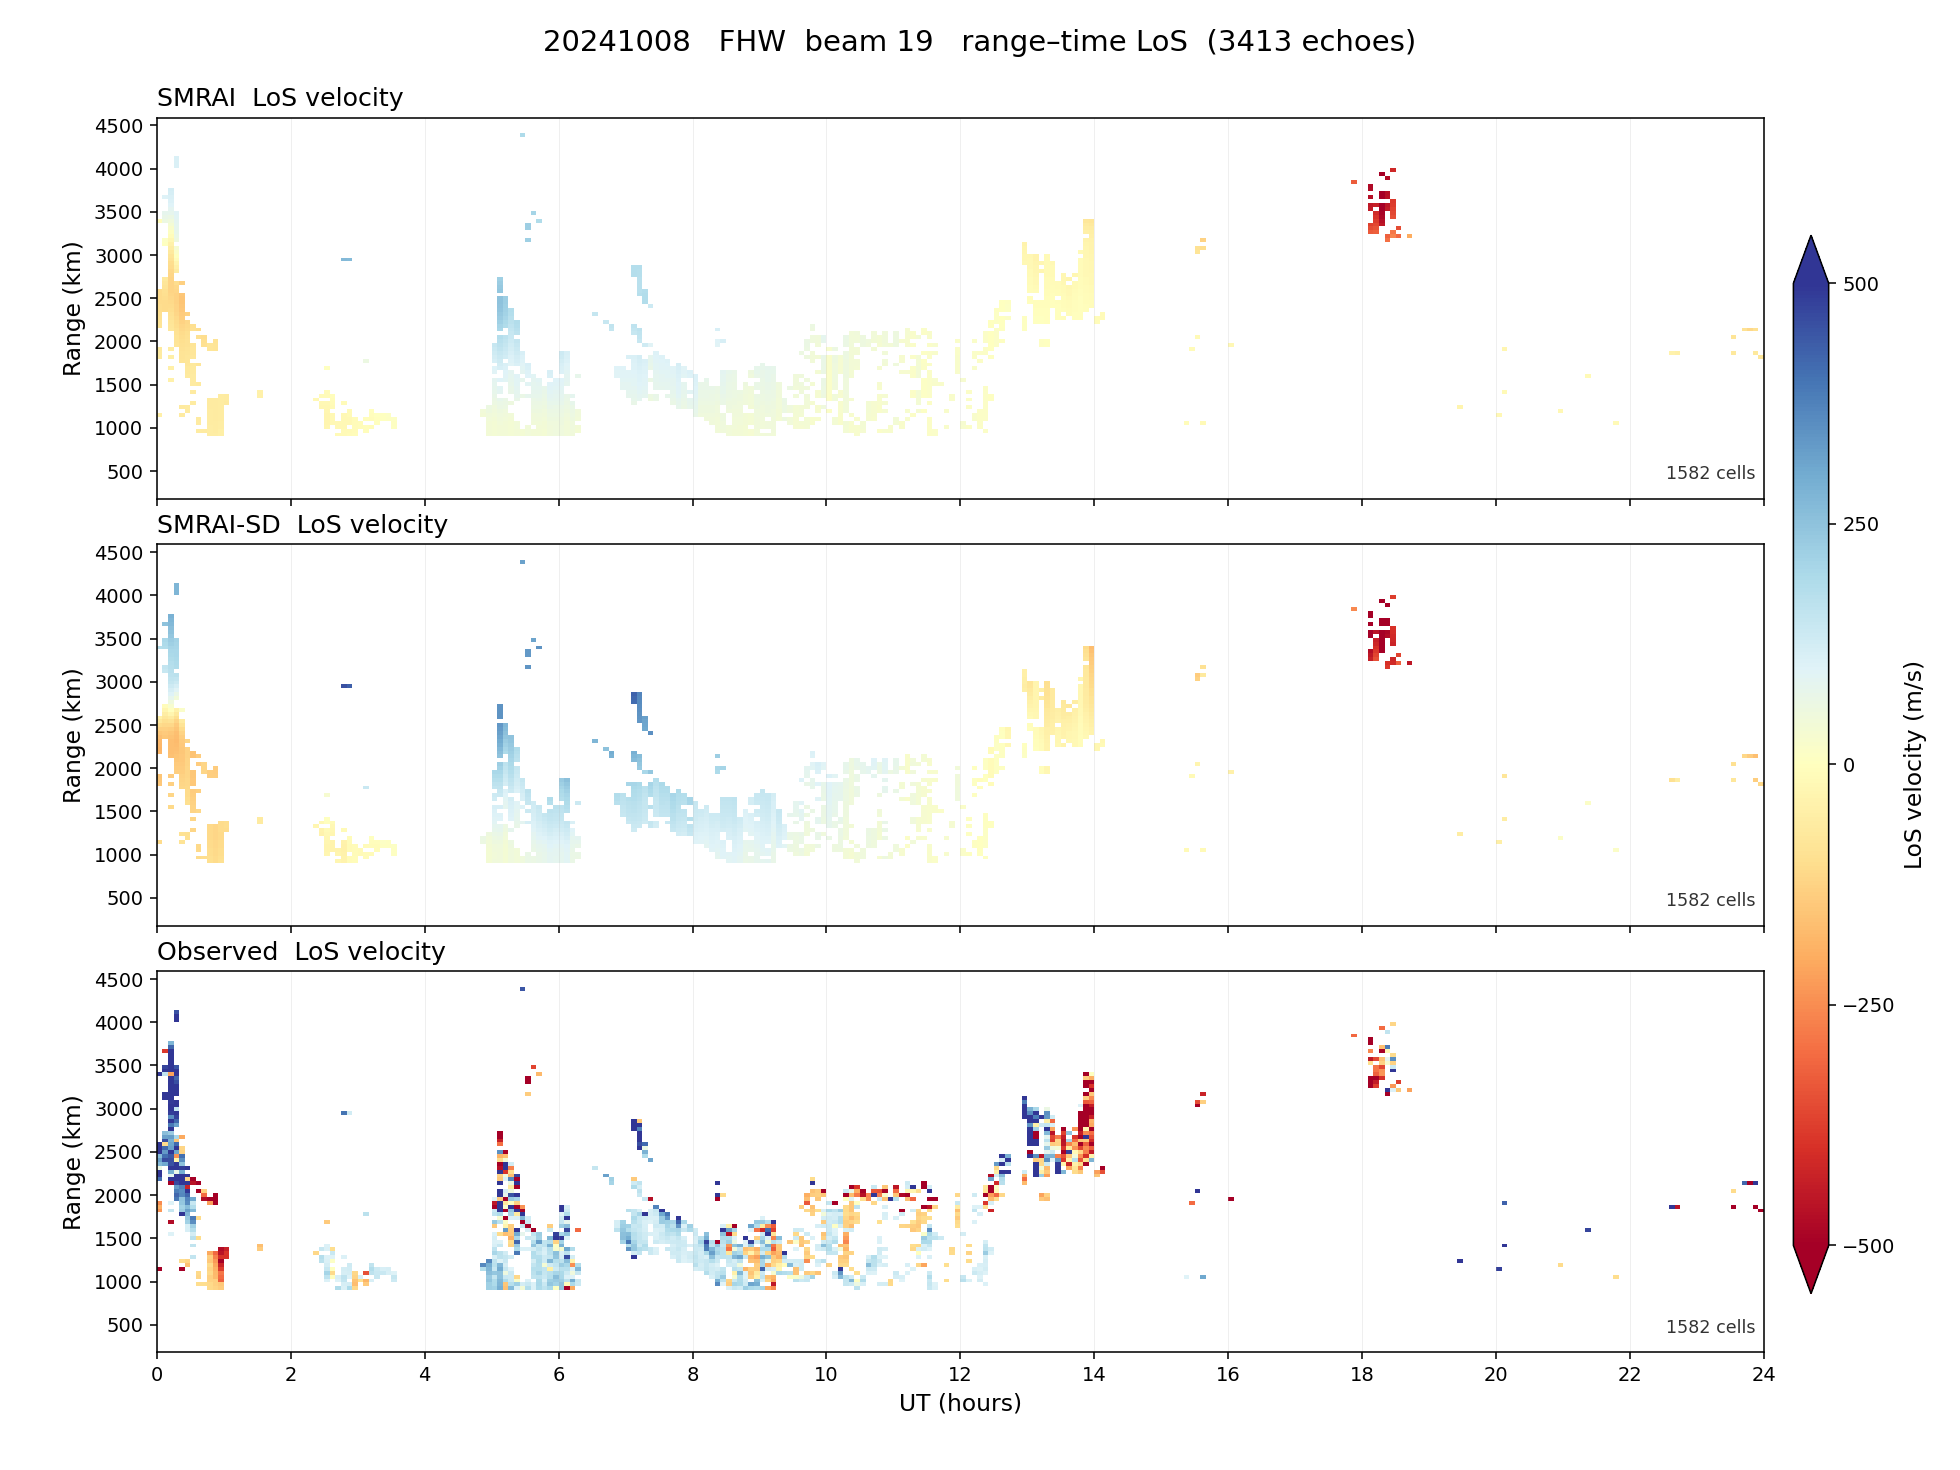 20241008   FHW  beam 19   range–time LoS  (3413 echoes)
SMRAI  LoS velocity
4500
4000
3500
3000
2500
2000
1500
1000
500
Range (km)
1582 cells
SMRAI-SD  LoS velocity
4500
4000
3500
3000
2500
2000
1500
1000
500
Range (km)
1582 cells
Observed  LoS velocity
4500
4000
3500
3000
2500
2000
1500
1000
500
Range (km)
1582 cells
0 2 4 6 8 10 12 14 16 18 20 22 24
UT (hours)
500
250
0
−250
−500
LoS velocity (m/s)